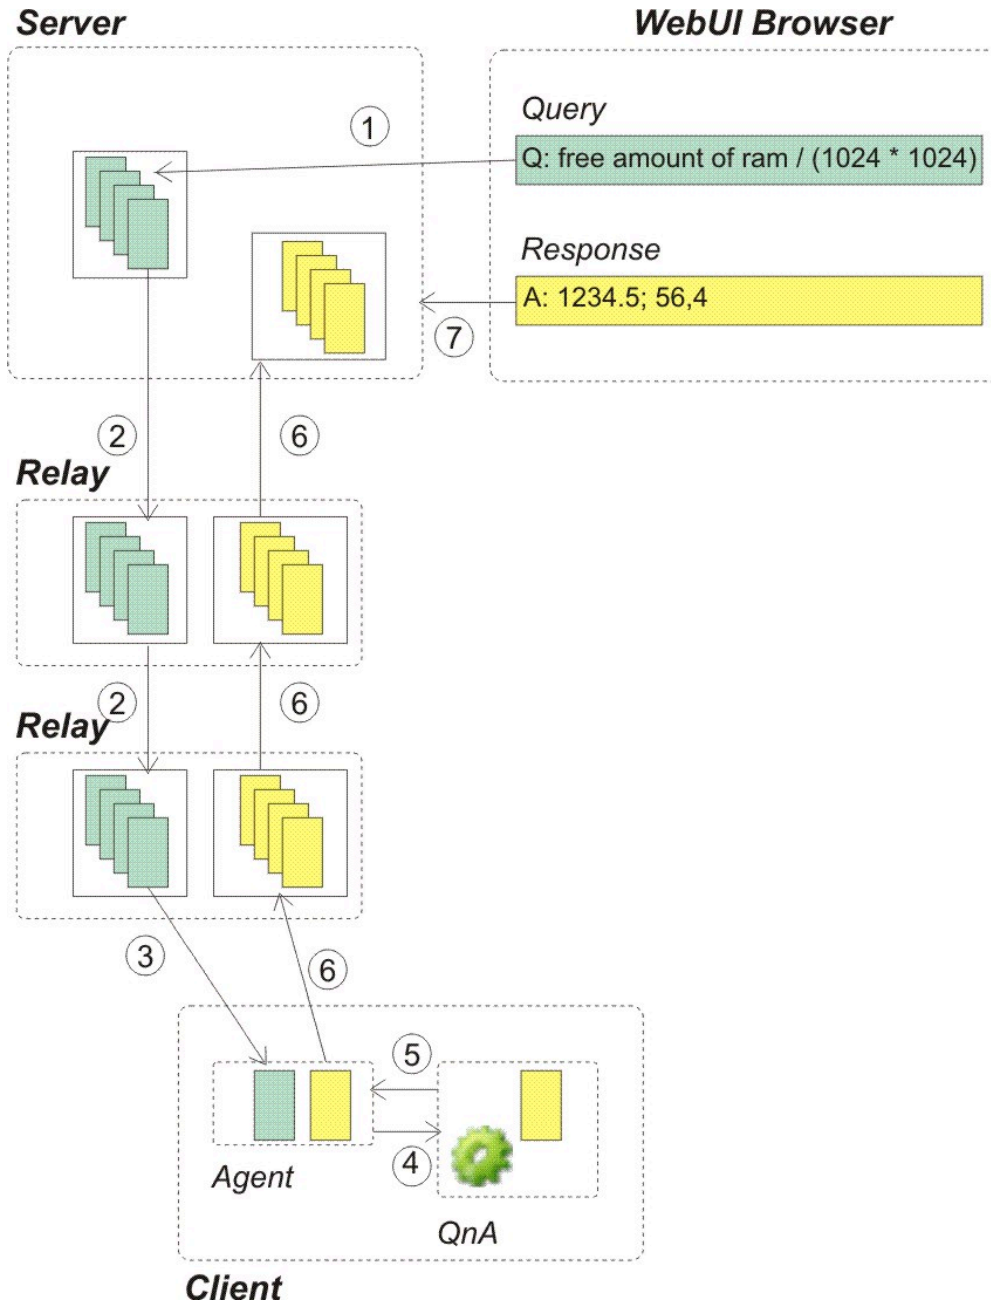 Server
WebUI Browser
Query
1
Q: free amount of ram / (1024 * 1024)
Response
A: 1234.5; 56,4
7
2
6
Relay
2
6
Relay
3
6
5
4
Agent
QnA
Client